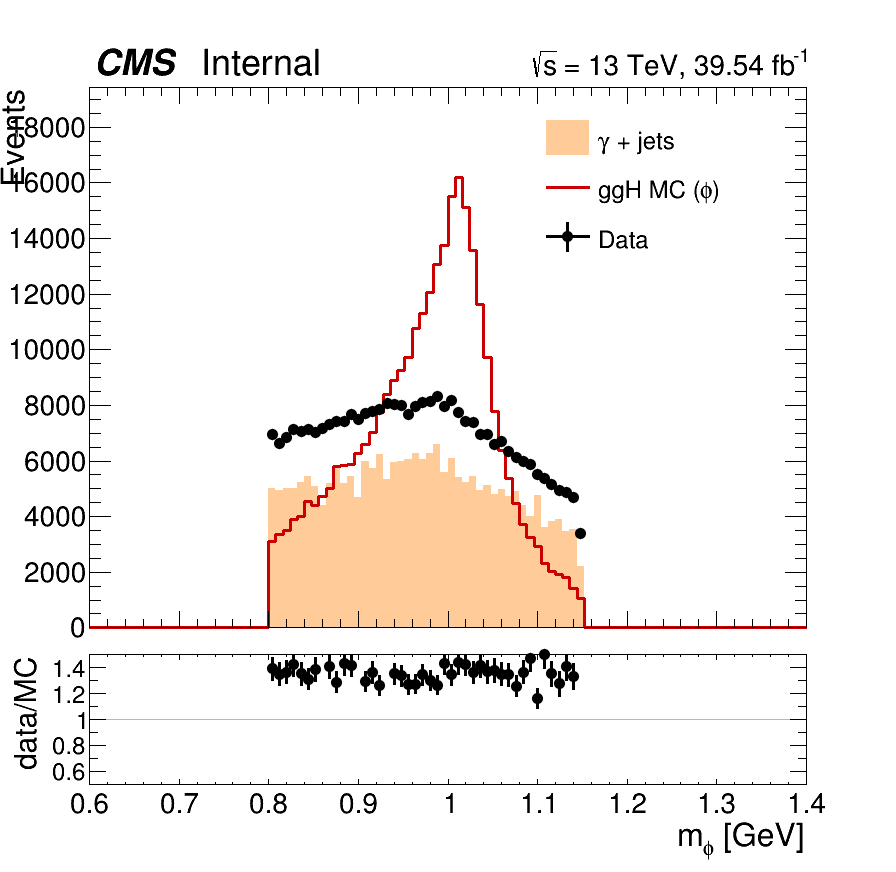 CMS Internal
√s = 13 TeV, 39.54 fb⁻¹
Events
8000
6000
14000
12000
10000
8000
6000
4000
2000
0
γ + jets
ggH MC (ϕ)
Data
data/MC
1.4
1.2
1
0.8
0.6
0.6 0.7 0.8 0.9 1 1.1 1.2 1.3 1.4
m_ϕ [GeV]